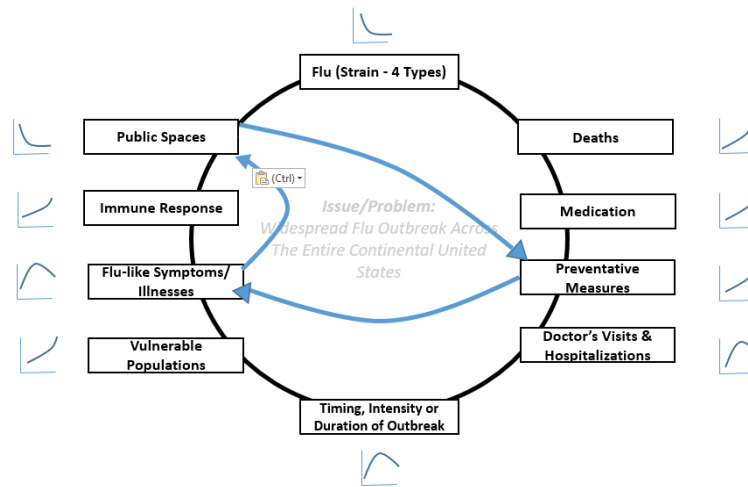 Flu (Strain - 4 Types)
Public Spaces
Deaths
(Ctrl)
Immune Response
Issue/Problem:
Widespread Flu Outbreak Across
The Entire Continental United
States
Medication
Flu-like Symptoms/
Illnesses
Preventative
Measures
Vulnerable
Populations
Doctor's Visits &
Hospitalizations
Timing, Intensity or
Duration of Outbreak